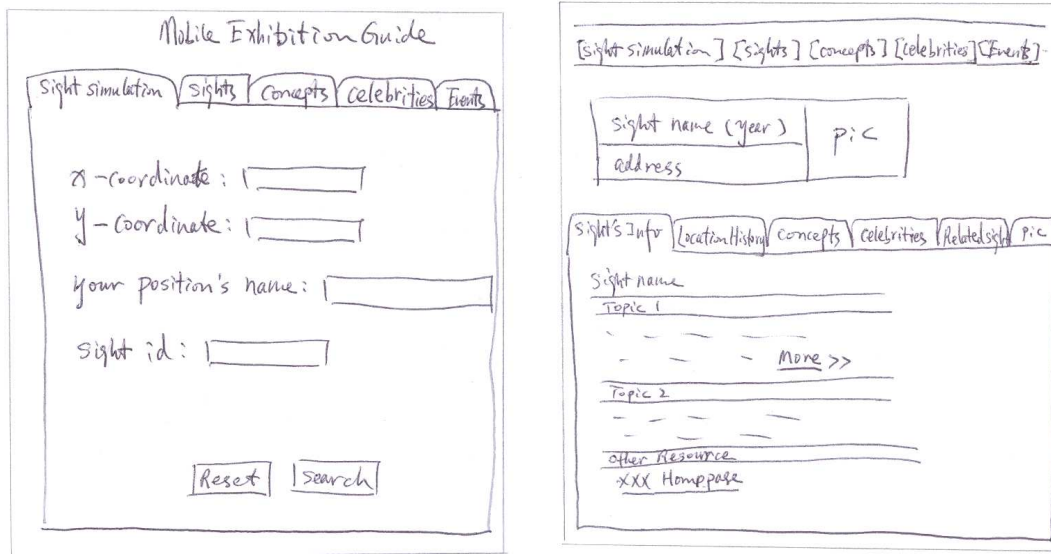 Mobile Exhibition Guide
Sight simulation Sights Concepts Celebrities Events
x-coordinate:
y-coordinate:
your position's name:
Sight id:
Reset Search
[Sight simulation] [sights] [concepts] [celebrities] [Events]
Sight name (year) pic
address
Sight's Info Location History concepts celebrities Related sight Pic
Sight name
Topic 1
More >>
Topic 2
other Resource
XXX Homppage